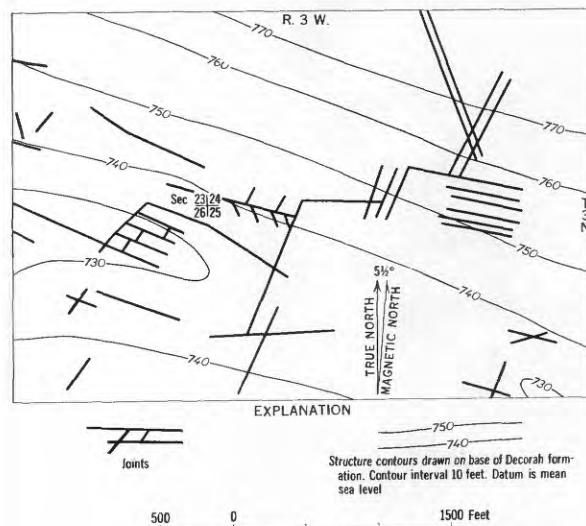 R. 3 W.
770
760
750
770
740
760
Sec 23 24
26 25
750
730
5½°
740
TRUE NORTH
MAGNETIC NORTH
740
730
EXPLANATION
Joints
750
740
Structure contours drawn on base of Decorah form-
ation. Contour interval 10 feet. Datum is mean
sea level
500 0 1500 Feet